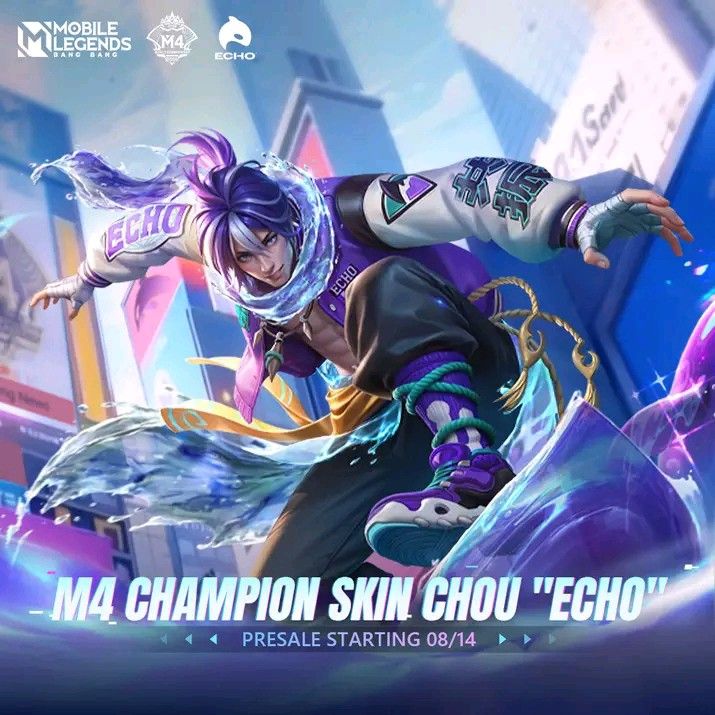 MOBILE
LEGENDS
BANG BANG
M4
ECHO
ECHO
ECHO
M4 CHAMPION SKIN CHOU "ECHO"
PRESALE STARTING 08/14